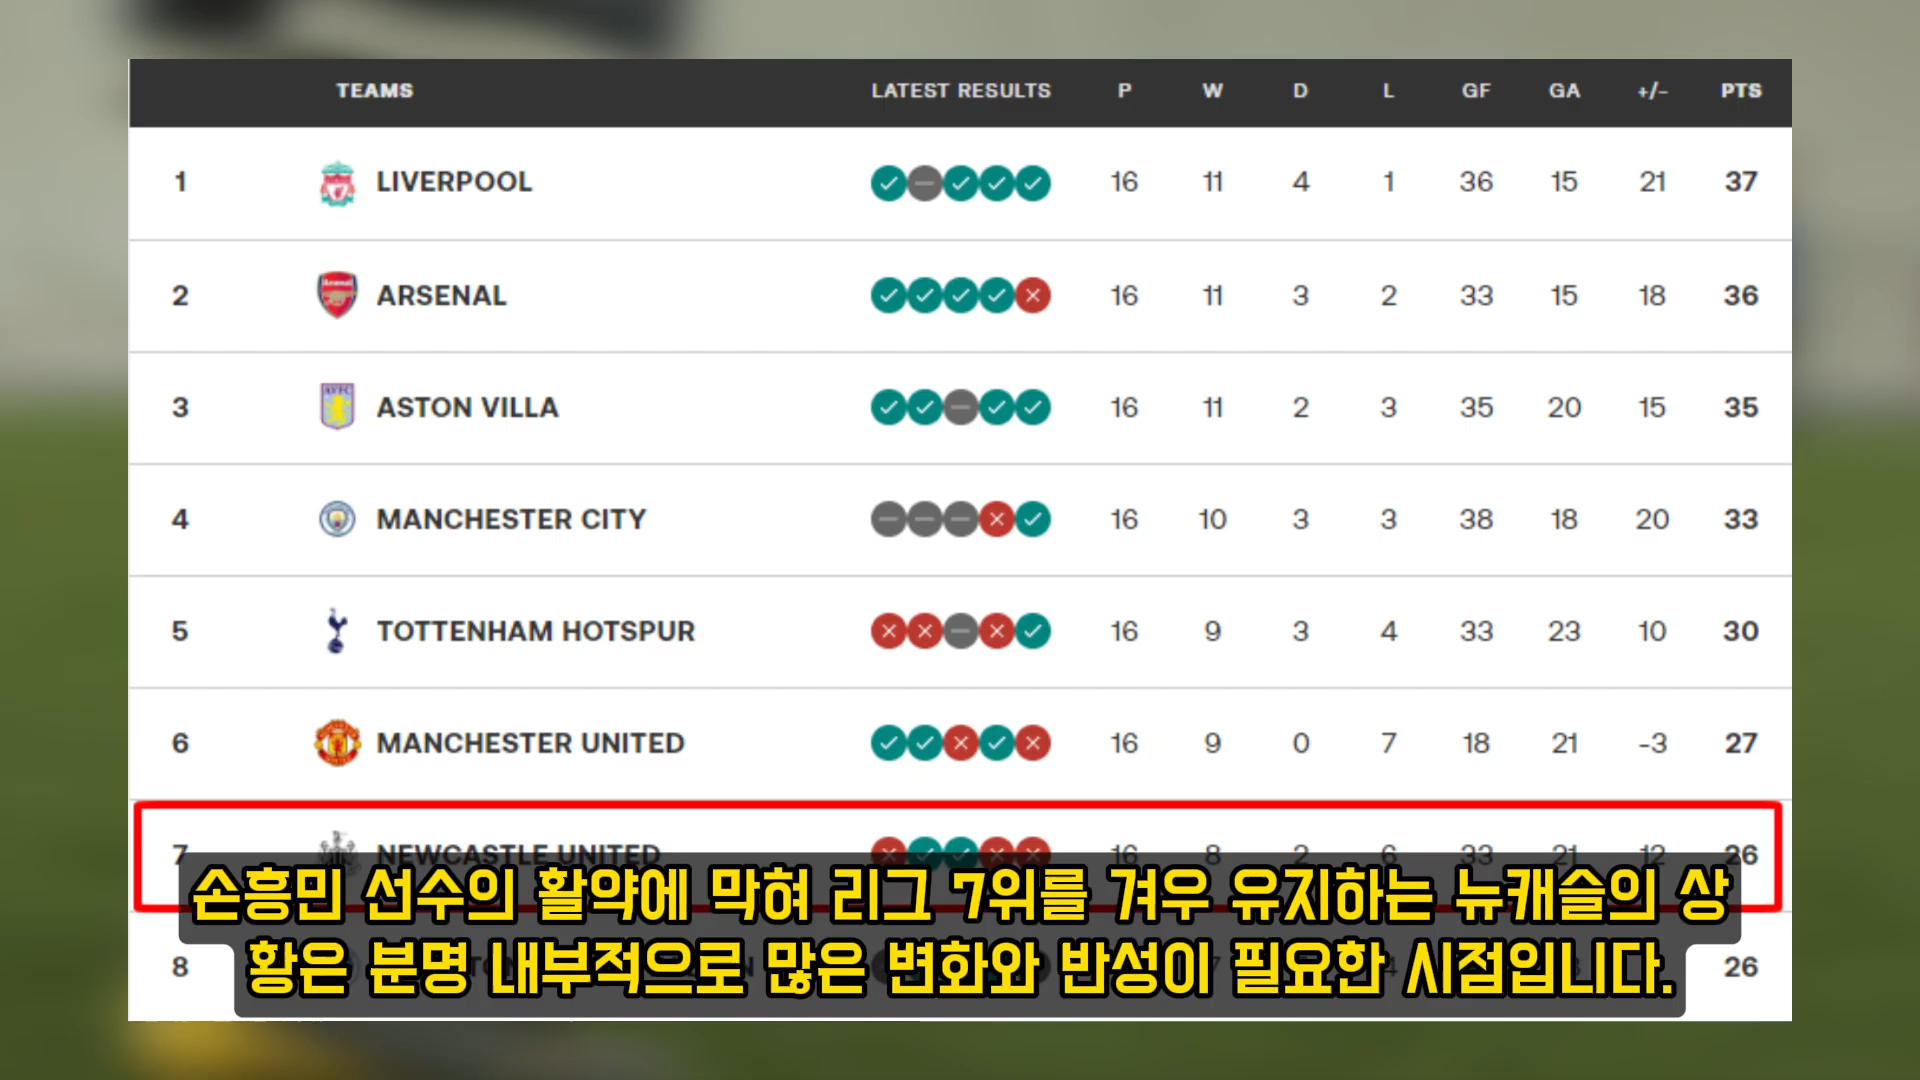 TEAMS LATEST RESULTS P W D L GF GA +/- PTS
1 LIVERPOOL 16 11 4 1 36 15 21 37
2 ARSENAL 16 11 3 2 33 15 18 36
3 ASTON VILLA 16 11 2 3 35 20 15 35
4 MANCHESTER CITY 16 10 3 3 38 18 20 33
5 TOTTENHAM HOTSPUR 16 9 3 4 33 23 10 30
6 MANCHESTER UNITED 16 9 0 7 18 21 -3 27
7 NEWCASTLE UNITED 16 8 2 6 33 21 12 26
손흥민 선수의 활약에 막혀 리그 7위를 겨우 유지하는 뉴캐슬의 상
황은 분명 내부적으로 많은 변화와 반성이 필요한 시점입니다.
8 26